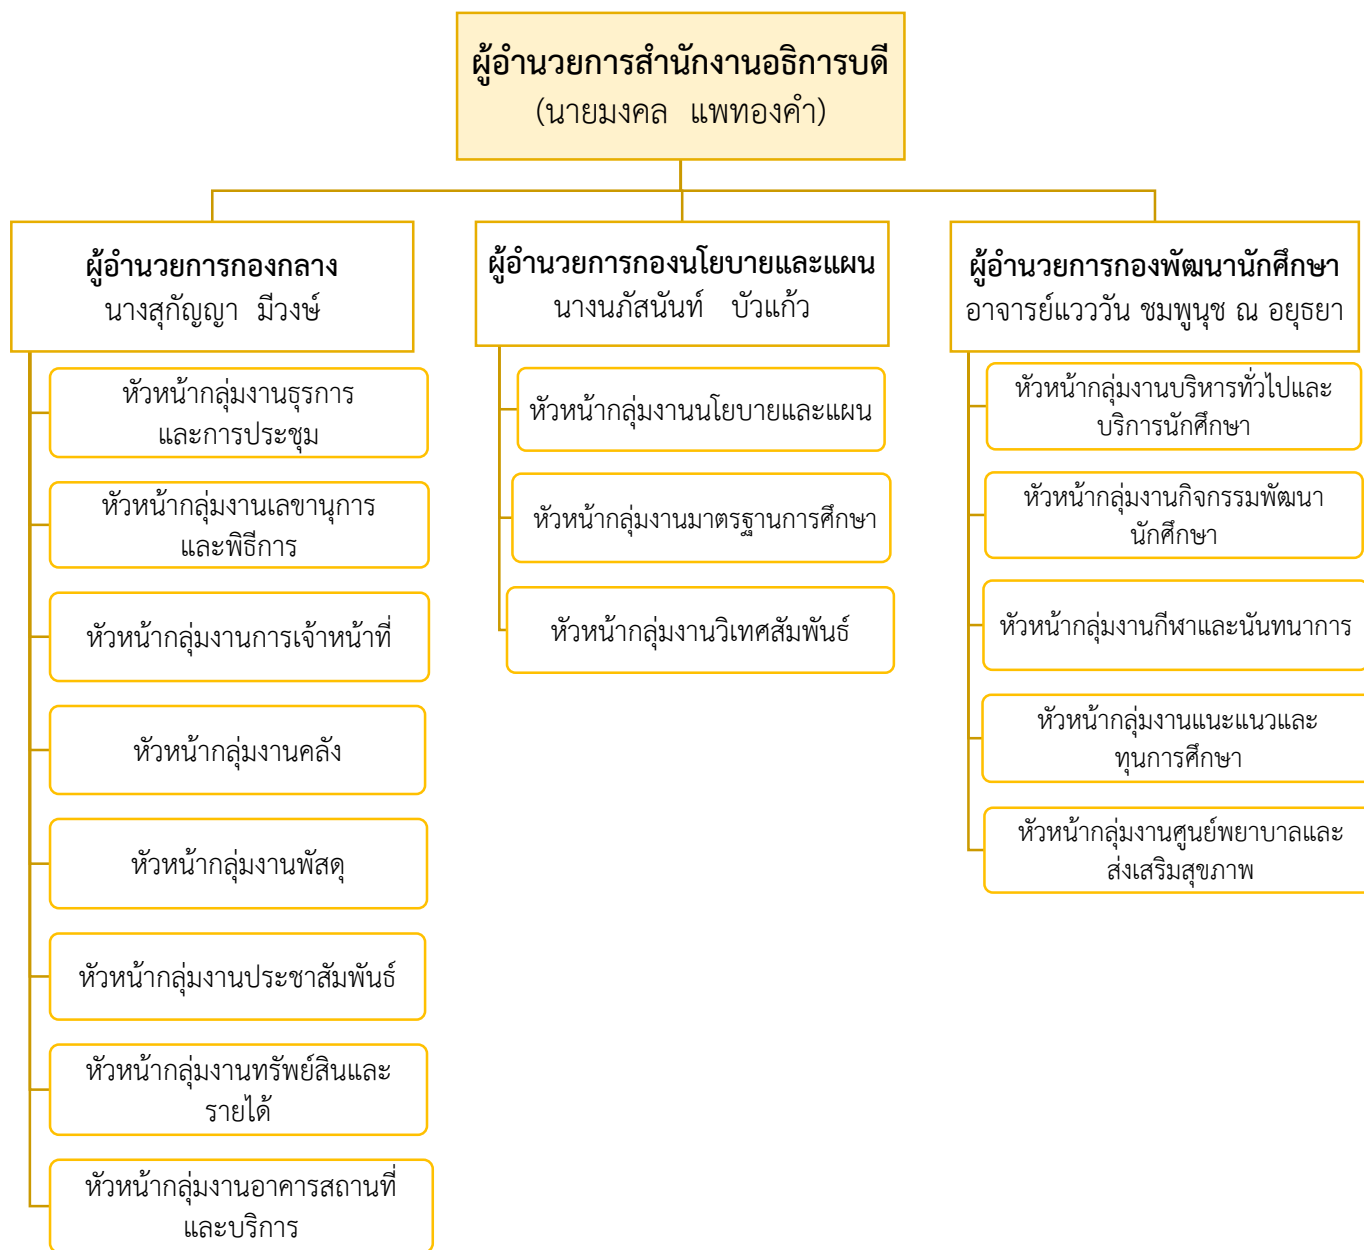 ผู้อำนวยการสำนักงานอธิการบดี
(นายมงคล แพทองคำ)
ผู้อำนวยการกองกลาง
นางสุกัญญา มีวงษ์
หัวหน้ากลุ่มงานธุรการ
และการประชุม
หัวหน้ากลุ่มงานเลขานุการ
และพิธีการ
หัวหน้ากลุ่มงานการเจ้าหน้าที่
หัวหน้ากลุ่มงานคลัง
หัวหน้ากลุ่มงานพัสดุ
หัวหน้ากลุ่มงานประชาสัมพันธ์
หัวหน้ากลุ่มงานทรัพย์สินและ
รายได้
หัวหน้ากลุ่มงานอาคารสถานที่
และบริการ
ผู้อำนวยการกองนโยบายและแผน
นางนภัสนันท์ บัวแก้ว
หัวหน้ากลุ่มงานนโยบายและแผน
หัวหน้ากลุ่มงานมาตรฐานการศึกษา
หัวหน้ากลุ่มงานวิเทศสัมพันธ์
ผู้อำนวยการกองพัฒนานักศึกษา
อาจารย์แวววัน ชมพูนุช ณ อยุธยา
หัวหน้ากลุ่มงานบริหารทั่วไปและ
บริการนักศึกษา
หัวหน้ากลุ่มงานกิจกรรมพัฒนา
นักศึกษา
หัวหน้ากลุ่มงานกีฬาและนันทนาการ
หัวหน้ากลุ่มงานแนะแนวและ
ทุนการศึกษา
หัวหน้ากลุ่มงานศูนย์พยาบาลและ
ส่งเสริมสุขภาพ